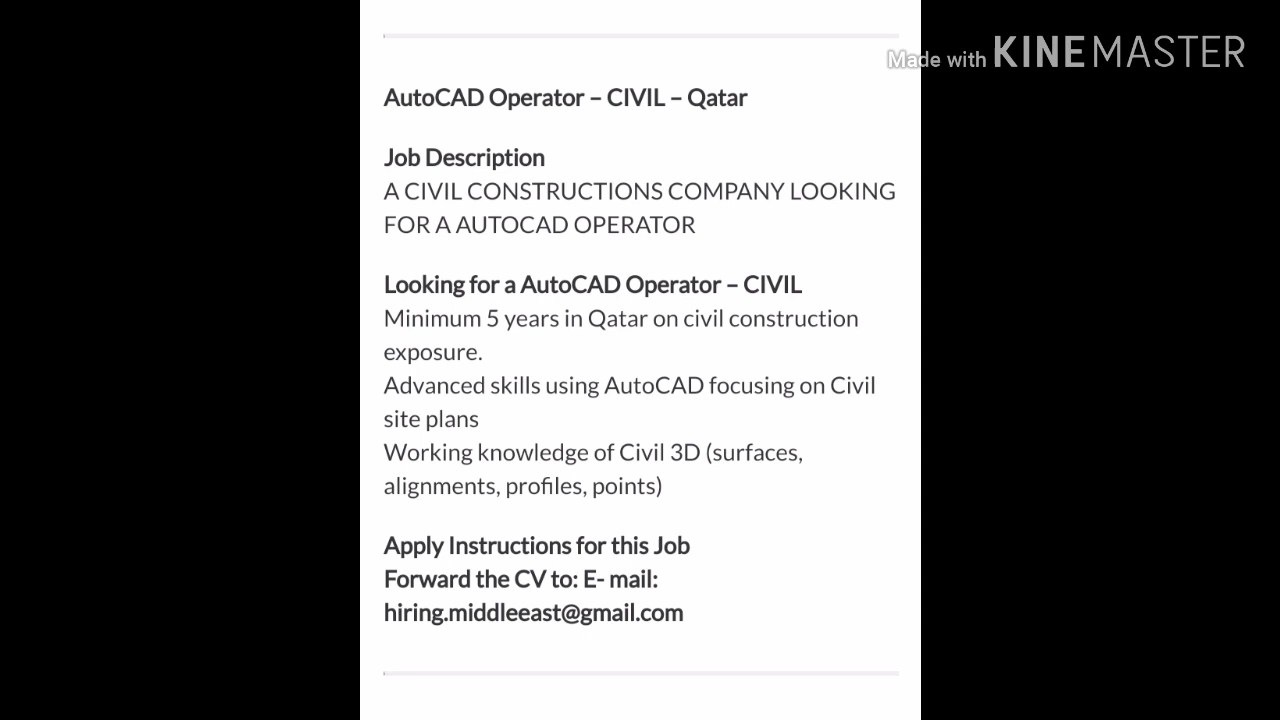 Made with KINEMASTER
AutoCAD Operator – CIVIL – Qatar
Job Description
A CIVIL CONSTRUCTIONS COMPANY LOOKING
FOR A AUTOCAD OPERATOR
Looking for a AutoCAD Operator – CIVIL
Minimum 5 years in Qatar on civil construction
exposure.
Advanced skills using AutoCAD focusing on Civil
site plans
Working knowledge of Civil 3D (surfaces,
alignments, profiles, points)
Apply Instructions for this Job
Forward the CV to: E- mail:
hiring.middleeast@gmail.com